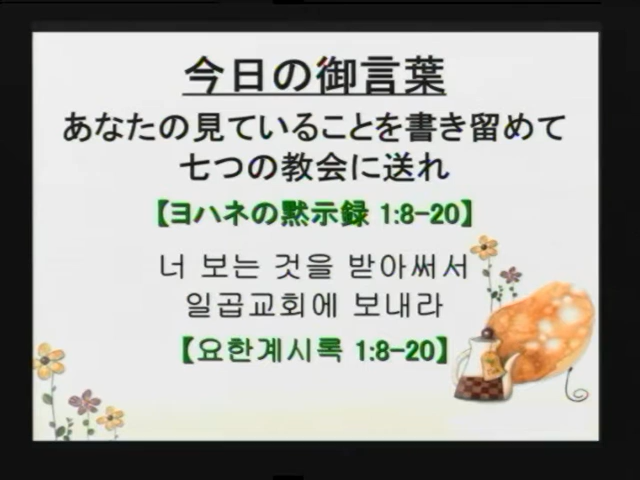 今日の御言葉
あなたの見ていることを書き留めて
七つの教会に送れ
【ヨハネの黙示録 1:8-20】
너 보는 것을 받아써서
일곱교회에 보내라
【요한계시록 1:8-20】